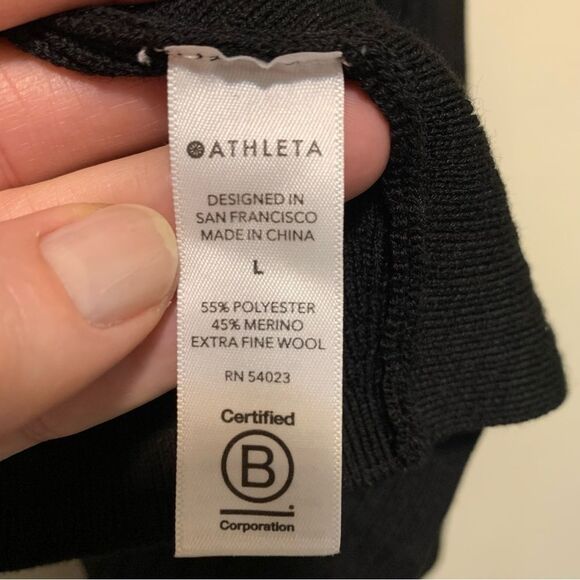 ATHLETA
DESIGNED IN
SAN FRANCISCO
MADE IN CHINA
L
55% POLYESTER
45% MERINO
EXTRA FINE WOOL
RN 54023
Certified
B
Corporation